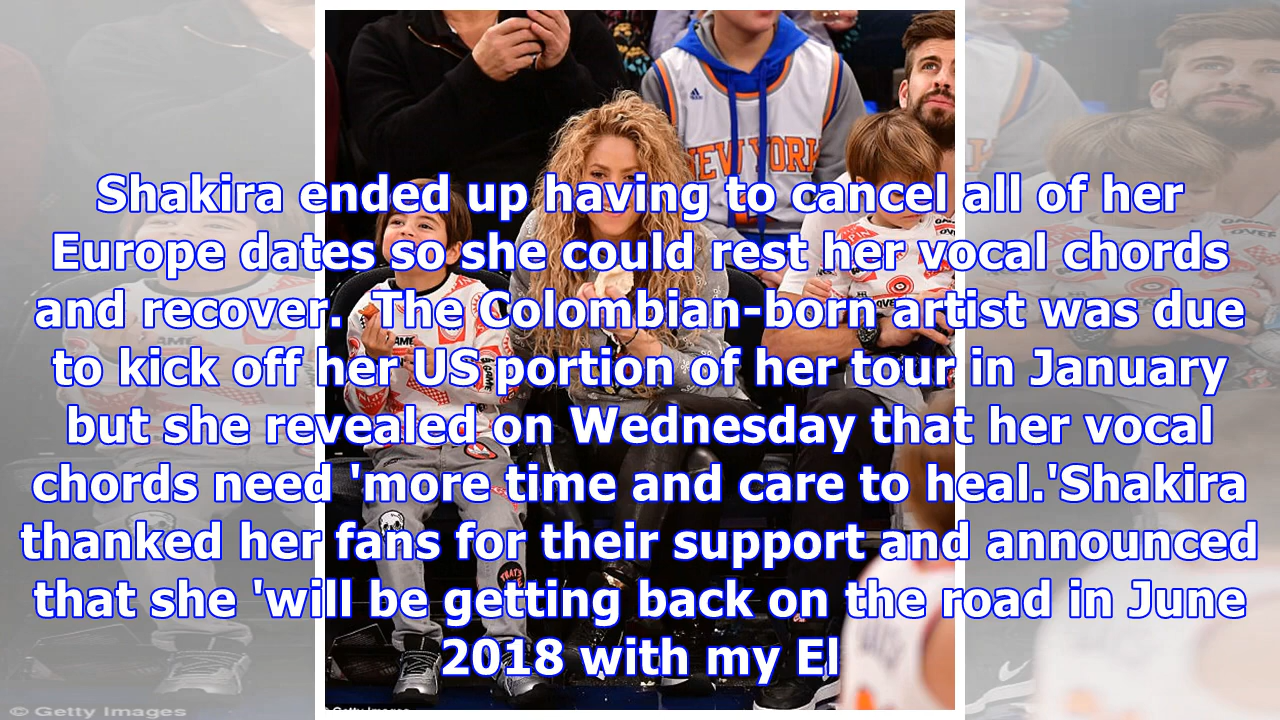 Shakira ended up having to cancel all of her
Europe dates so she could rest her vocal chords
and recover.  The Colombian-born artist was due
to kick off her US portion of her tour in January
but she revealed on Wednesday that her vocal
chords need 'more time and care to heal.'Shakira
thanked her fans for their support and announced
that she 'will be getting back on the road in June
2018 with my El
NEW YORK
© Getty Images